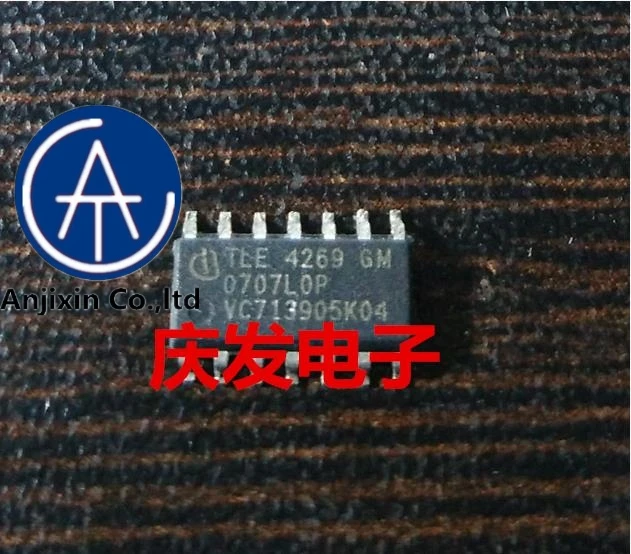 TLE 4269 GM
0707L0P
Anjixin Co.,ltd
VC713905K04
庆发电子